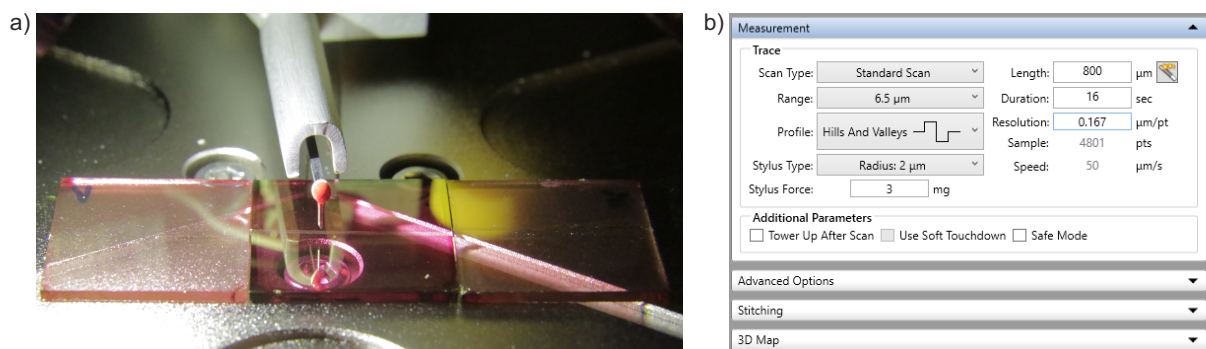 a)
b)
Measurement
Trace
Scan Type: Standard Scan Length: 800 µm
Range: 6.5 µm Duration: 16 sec
Profile: Hills And Valleys Resolution: 0.167 µm/pt
Sample: 4801 pts
Stylus Type: Radius: 2 µm Speed: 50 µm/s
Stylus Force: 3 mg
Additional Parameters
Tower Up After Scan Use Soft Touchdown Safe Mode
Advanced Options
Stitching
3D Map